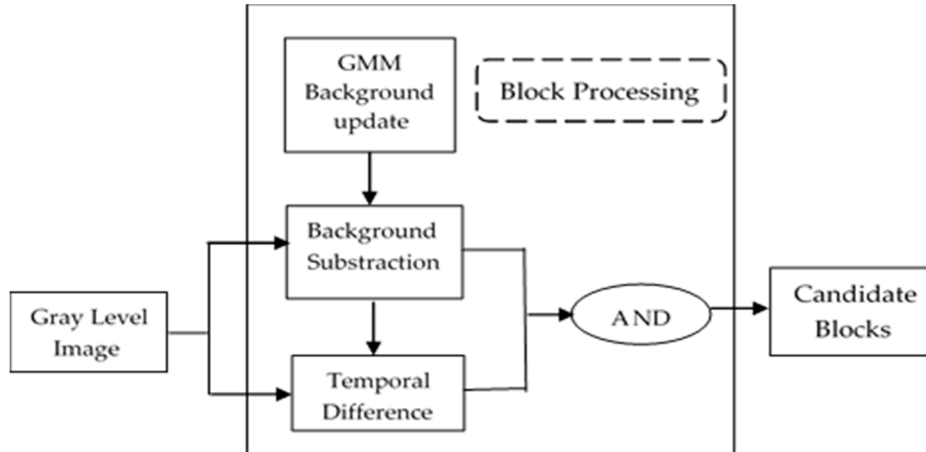 GMM
Background
update
Block Processing
Background
Substraction
Gray Level
Image
Temporal
Difference
AND
Candidate
Blocks